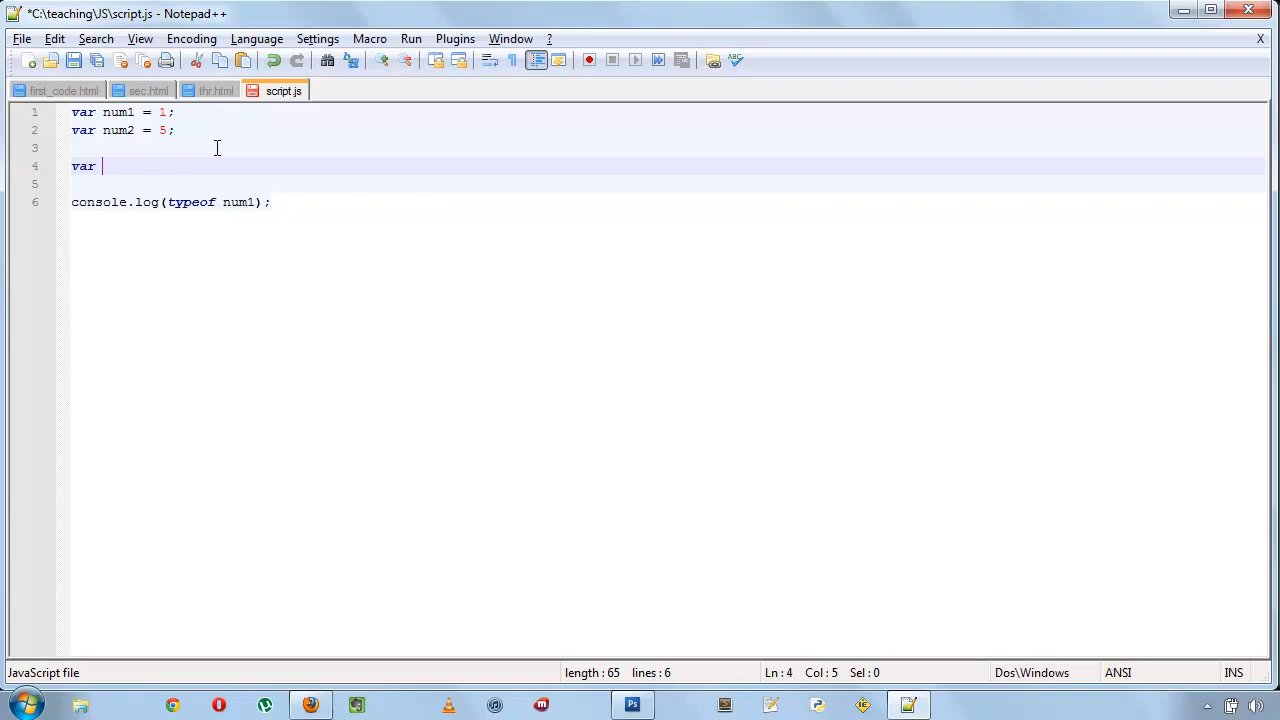 *C:\teaching\JS\script.js - Notepad++
File Edit Search View Encoding Language Settings Macro Run Plugins Window ? X
first_code.html sec.html thr.html script.js
1 var num1 = 1;
2 var num2 = 5;
3
4 var
5
6 console.log(typeof num1);
JavaScript file length : 65 lines : 6 Ln : 4 Col : 5 Sel : 0 Dos\Windows ANSI INS
Ps